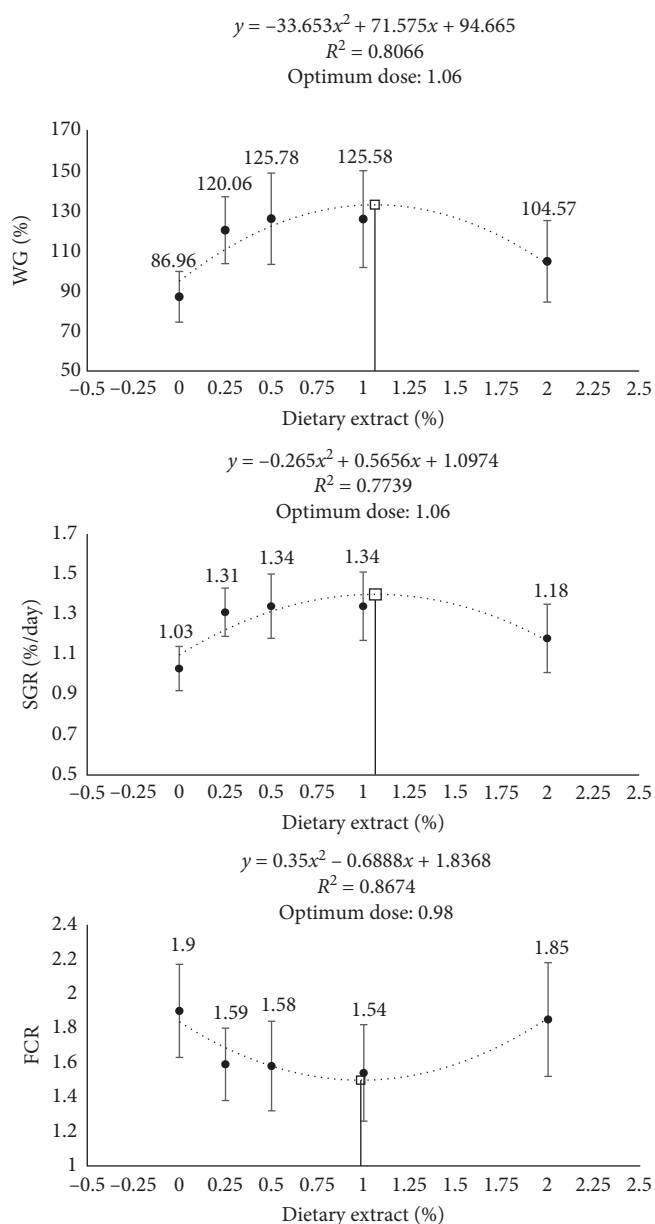 y = −33.653x² + 71.575x + 94.665
R² = 0.8066
Optimum dose: 1.06
170
150
130
110
90
70
50
WG (%)
86.96
120.06
125.78
125.58
104.57
−0.5 −0.25 0 0.25 0.5 0.75 1 1.25 1.5 1.75 2 2.25 2.5
Dietary extract (%)
y = −0.265x² + 0.5656x + 1.0974
R² = 0.7739
Optimum dose: 1.06
1.7
1.5
1.3
1.1
0.9
0.7
0.5
SGR (%/day)
1.03
1.31
1.34
1.34
1.18
−0.5 −0.25 0 0.25 0.5 0.75 1 1.25 1.5 1.75 2 2.25 2.5
Dietary extract (%)
y = 0.35x² − 0.6888x + 1.8368
R² = 0.8674
Optimum dose: 0.98
2.4
2.2
2
1.8
1.6
1.4
1.2
1
FCR
1.9
1.59
1.58
1.54
1.85
−0.5 −0.25 0 0.25 0.5 0.75 1 1.25 1.5 1.75 2 2.25 2.5
Dietary extract (%)